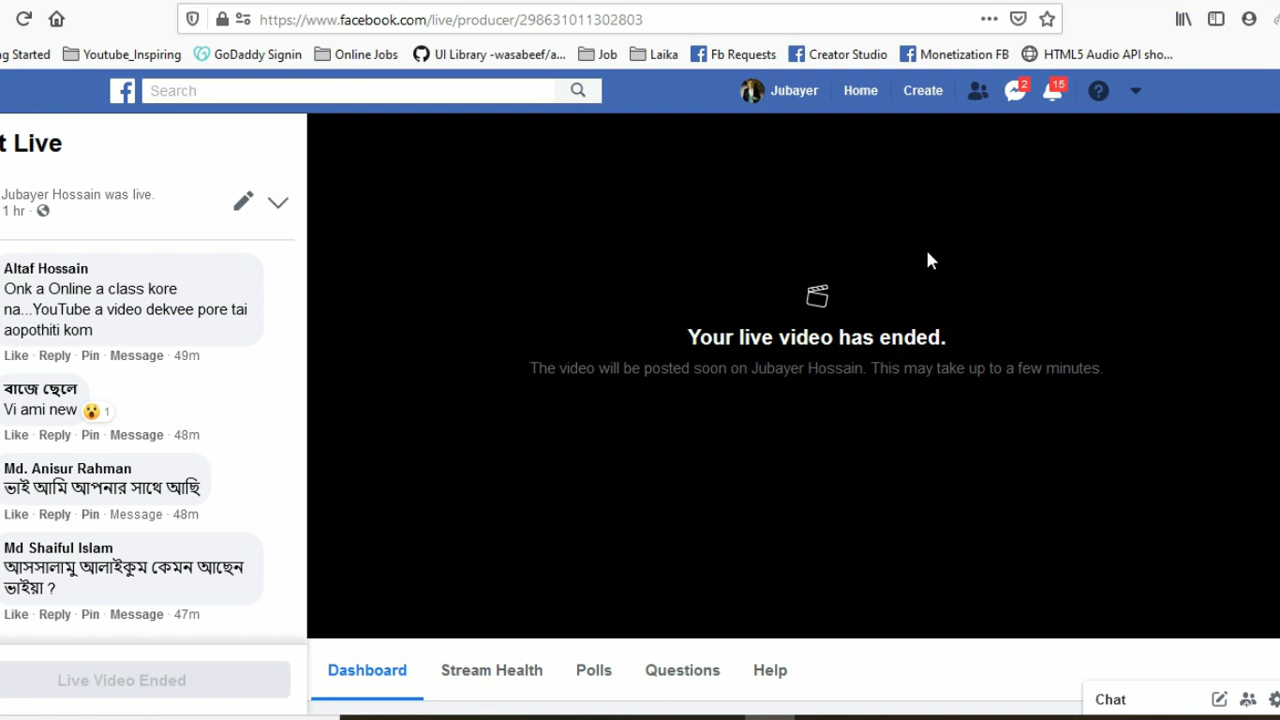 https://www.facebook.com/live/producer/298631011302803
Started
Youtube_Inspiring
GoDaddy Signin
Online Jobs
UI Library -wasabeef/a...
Job
Laika
Fb Requests
Creator Studio
Monetization FB
HTML5 Audio API sho...
Search
Jubayer
Home
Create
2
15
Live
Jubayer Hossain was live.
1 hr ·
Altaf Hossain
Onk a Online a class kore
na...YouTube a video dekvee pore tai
aopothiti kom
Like · Reply · Pin · Message · 49m
বাজে ছেলে
Vi ami new
1
Like · Reply · Pin · Message · 48m
Md. Anisur Rahman
ভাই আমি আপনার সাথে আছি
Like · Reply · Pin · Message · 48m
Md Shaiful Islam
আসসালামু আলাইকুম কেমন আছেন
ভাইয়া ?
Like · Reply · Pin · Message · 47m
Live Video Ended
Your live video has ended.
The video will be posted soon on Jubayer Hossain. This may take up to a few minutes.
Dashboard
Stream Health
Polls
Questions
Help
Chat